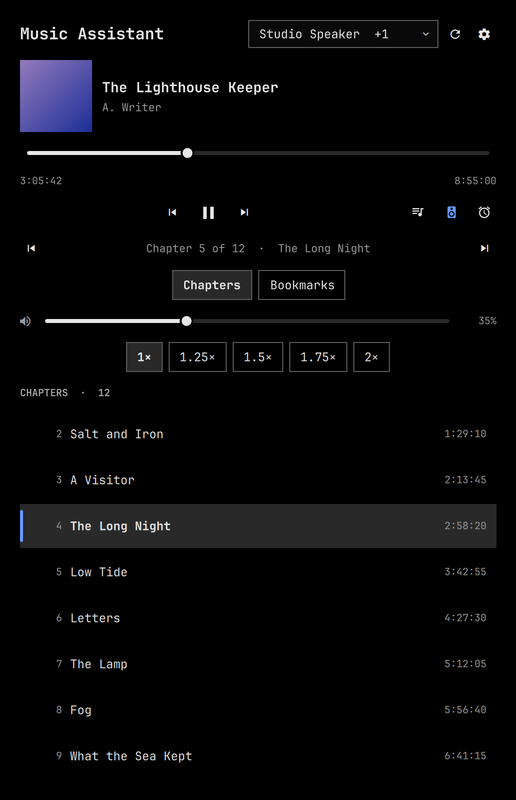 Music Assistant
Studio Speaker +1
The Lighthouse Keeper
A. Writer
3:05:42 8:55:00
Chapter 5 of 12 · The Long Night
Chapters Bookmarks
35%
1× 1.25× 1.5× 1.75× 2×
CHAPTERS · 12
2 Salt and Iron 1:29:10
3 A Visitor 2:13:45
4 The Long Night 2:58:20
5 Low Tide 3:42:55
6 Letters 4:27:30
7 The Lamp 5:12:05
8 Fog 5:56:40
9 What the Sea Kept 6:41:15